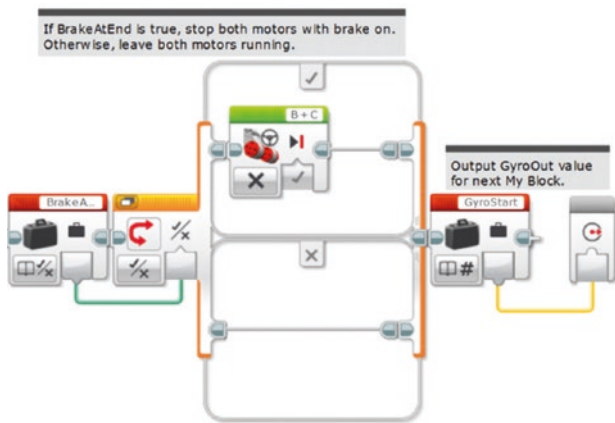 If BrakeAtEnd is true, stop both motors with brake on.
Otherwise, leave both motors running.
B + C
Output GyroOut value
for next My Block.
BrakeA...
GyroStart
#